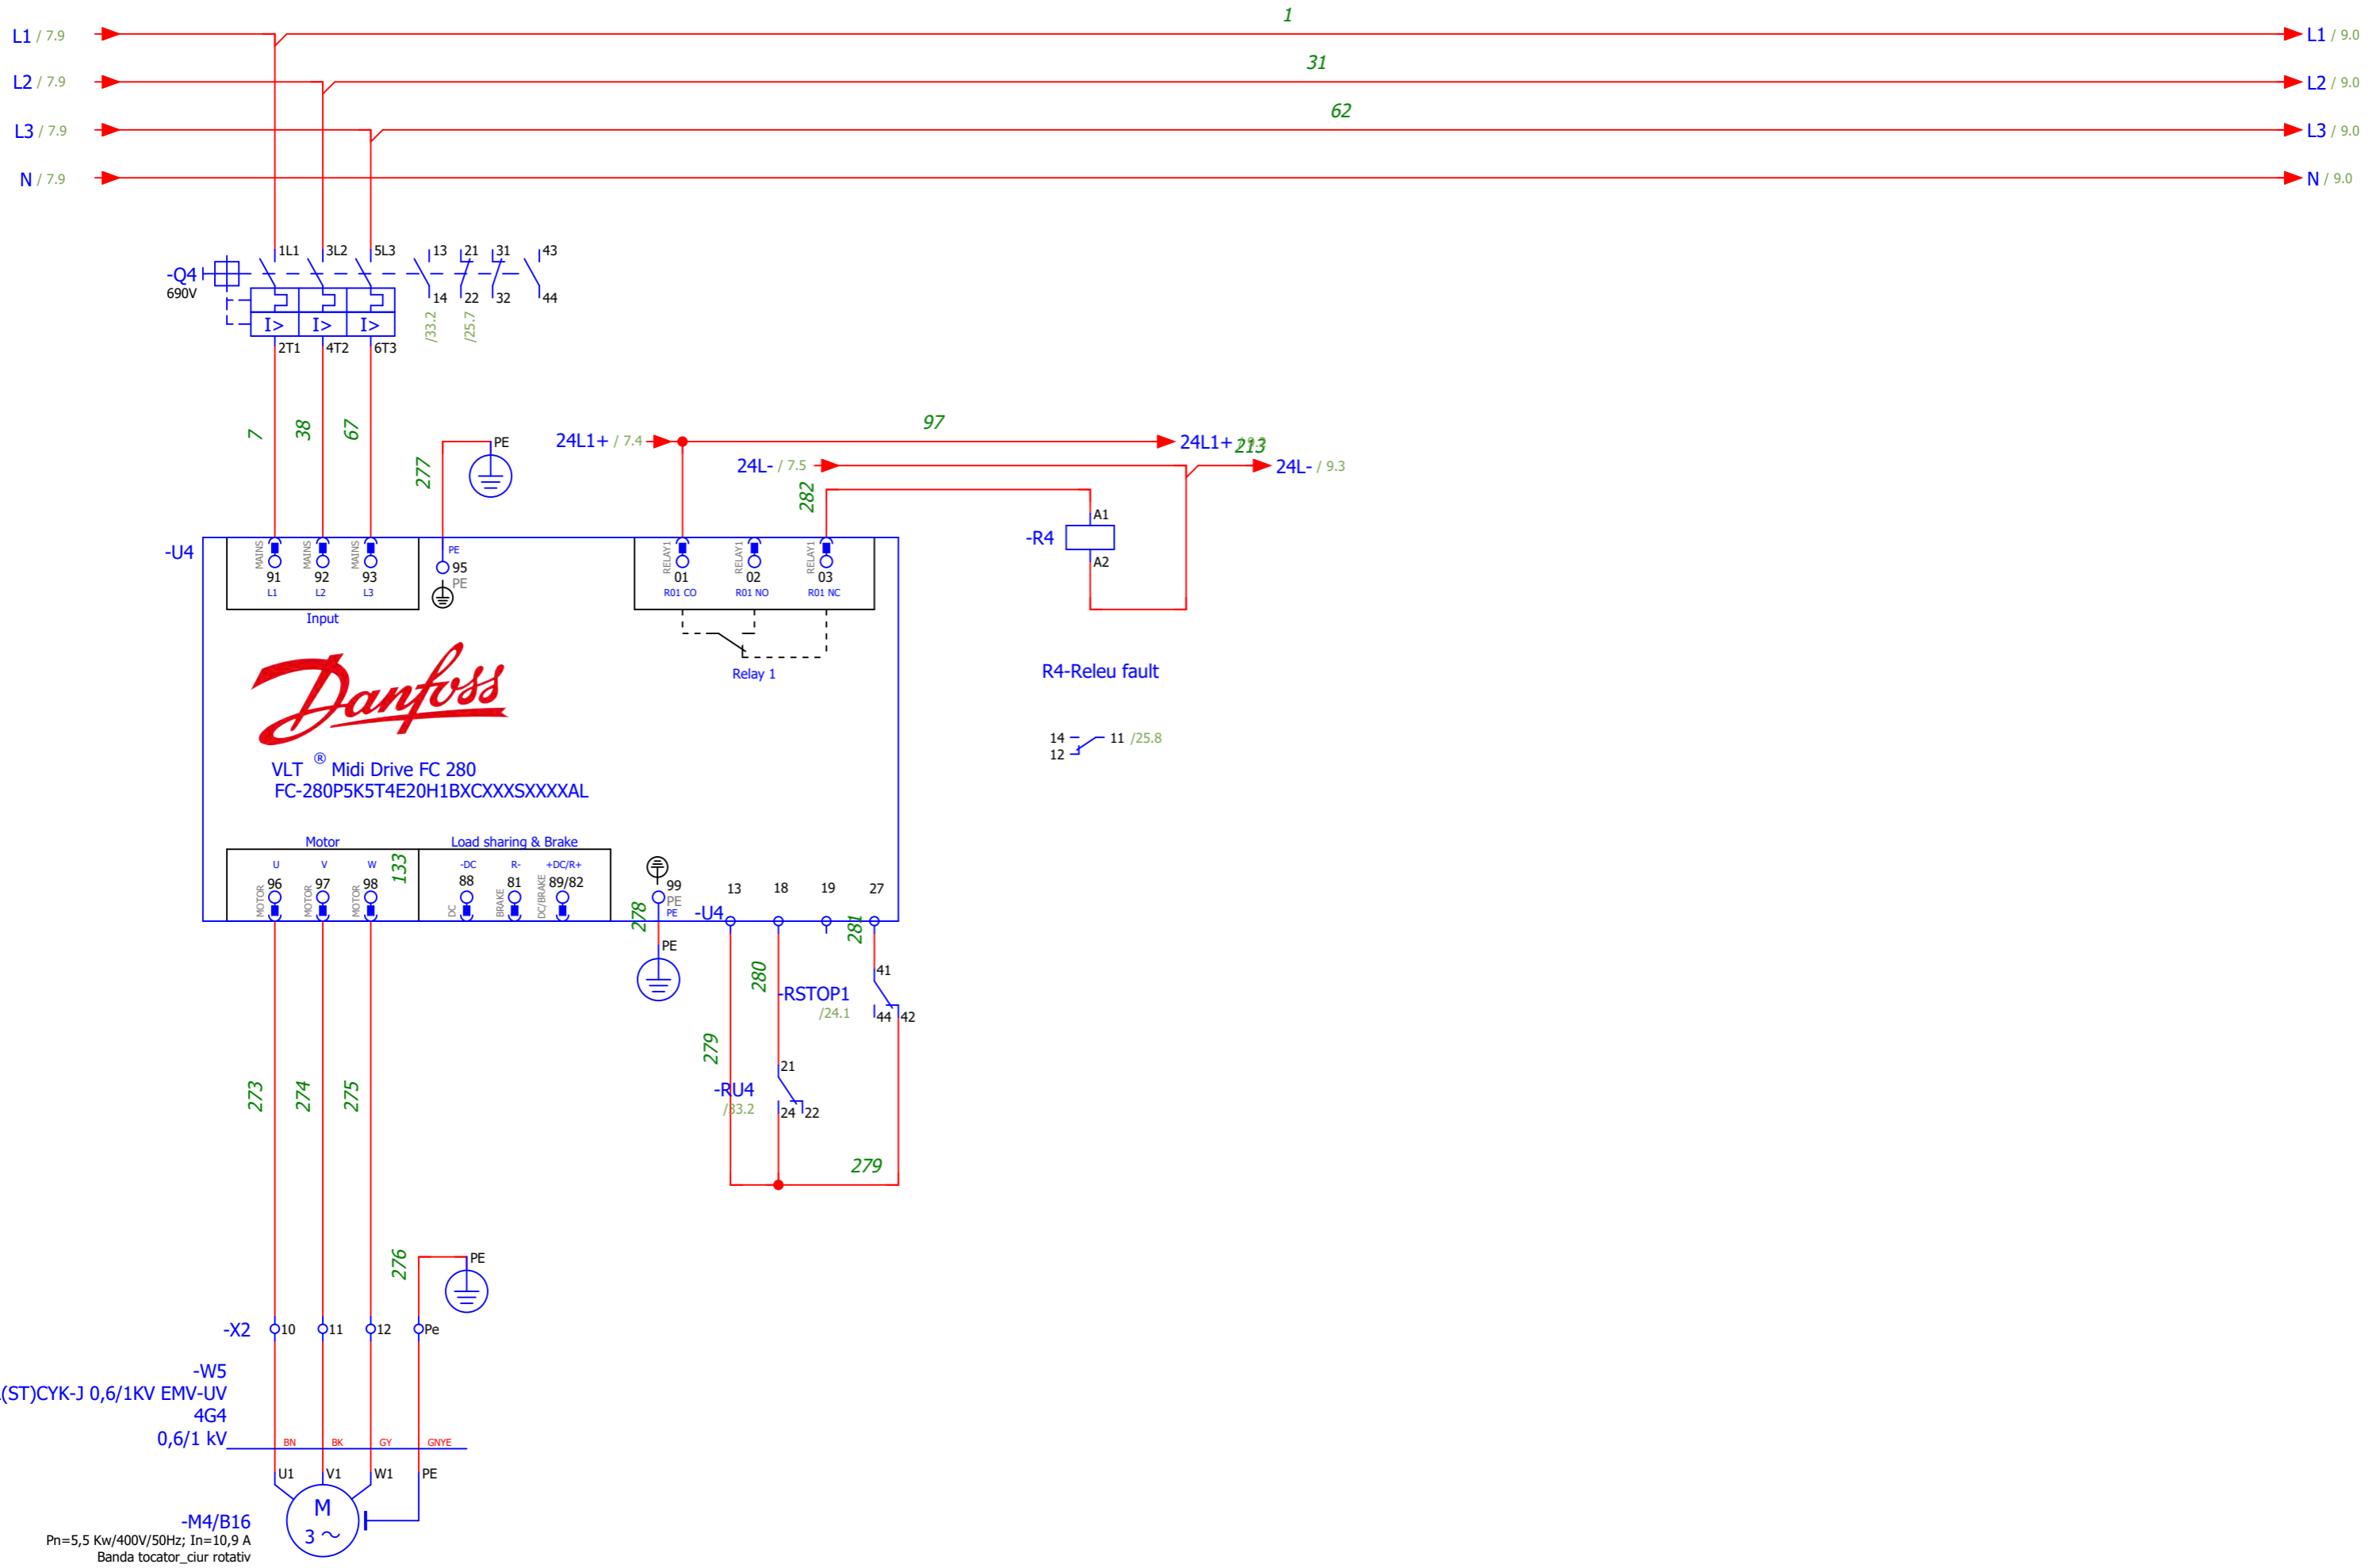 1
L1 / 7.9
L1 / 9.0
31
L2 / 7.9
L2 / 9.0
62
L3 / 7.9
L3 / 9.0
N / 7.9
N / 9.0
1L1 3L2 5L3 13 21 31 43
-Q4
690V
14 22 32 44
I> I> I>
/33.2 /25.7
2T1 4T2 6T3
7 38 67
277
PE
24L1+ / 7.4
97
24L1+
213
24L- / 7.5
24L- / 9.3
282
A1
-R4
A2
-U4
MAINS MAINS MAINS
PE
91 92 93
95
PE
L1 L2 L3
Input
RELAY1 RELAY1 RELAY1
01 02 03
R01 CO R01 NO R01 NC
Relay 1
R4-Releu fault
14 11 /25.8
12
Danfoss
VLT ® Midi Drive FC 280
FC-280P5K5T4E20H1BXCXXXSXXXXAL
Motor
Load sharing & Brake
U V W
133
-DC R- +DC/R+
96 97 98
88 81 89/82
MOTOR MOTOR MOTOR
DC BRAKE DC/BRAKE
99
PE
PE
278
PE
-U4
13 18 19 27
281
280
41
-RSTOP1
/24.1
44 42
279
21
-RU4
/33.2
24 22
279
273 274 275
276
PE
-X2
10 11 12 Pe
-W5
(ST)CYK-J 0,6/1KV EMV-UV
4G4
0,6/1 kV
BN BK GY GNYE
U1 V1 W1 PE
M
3 ~
-M4/B16
Pn=5,5 Kw/400V/50Hz; In=10,9 A
Banda tocator_ciur rotativ